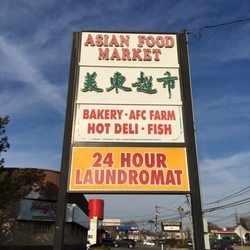 ASIAN FOOD
MARKET
美東超市
BAKERY · AFC FARM
HOT DELI · FISH
24 HOUR
LAUNDROMAT